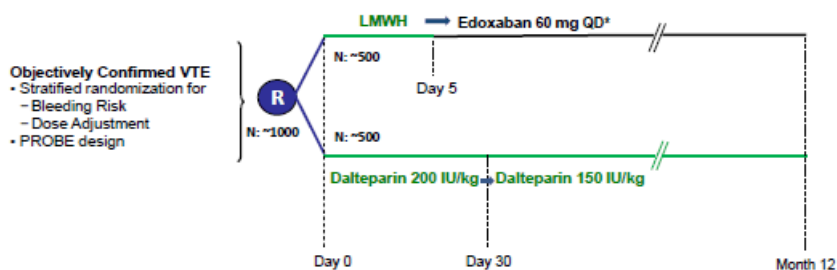 LMWH Edoxaban 60 mg QD*
N: ~500
Day 5
Objectively Confirmed VTE
• Stratified randomization for
– Bleeding Risk
– Dose Adjustment
• PROBE design
R
N: ~1000
N: ~500
Dalteparin 200 IU/kg Dalteparin 150 IU/kg
Day 0 Day 30 Month 12